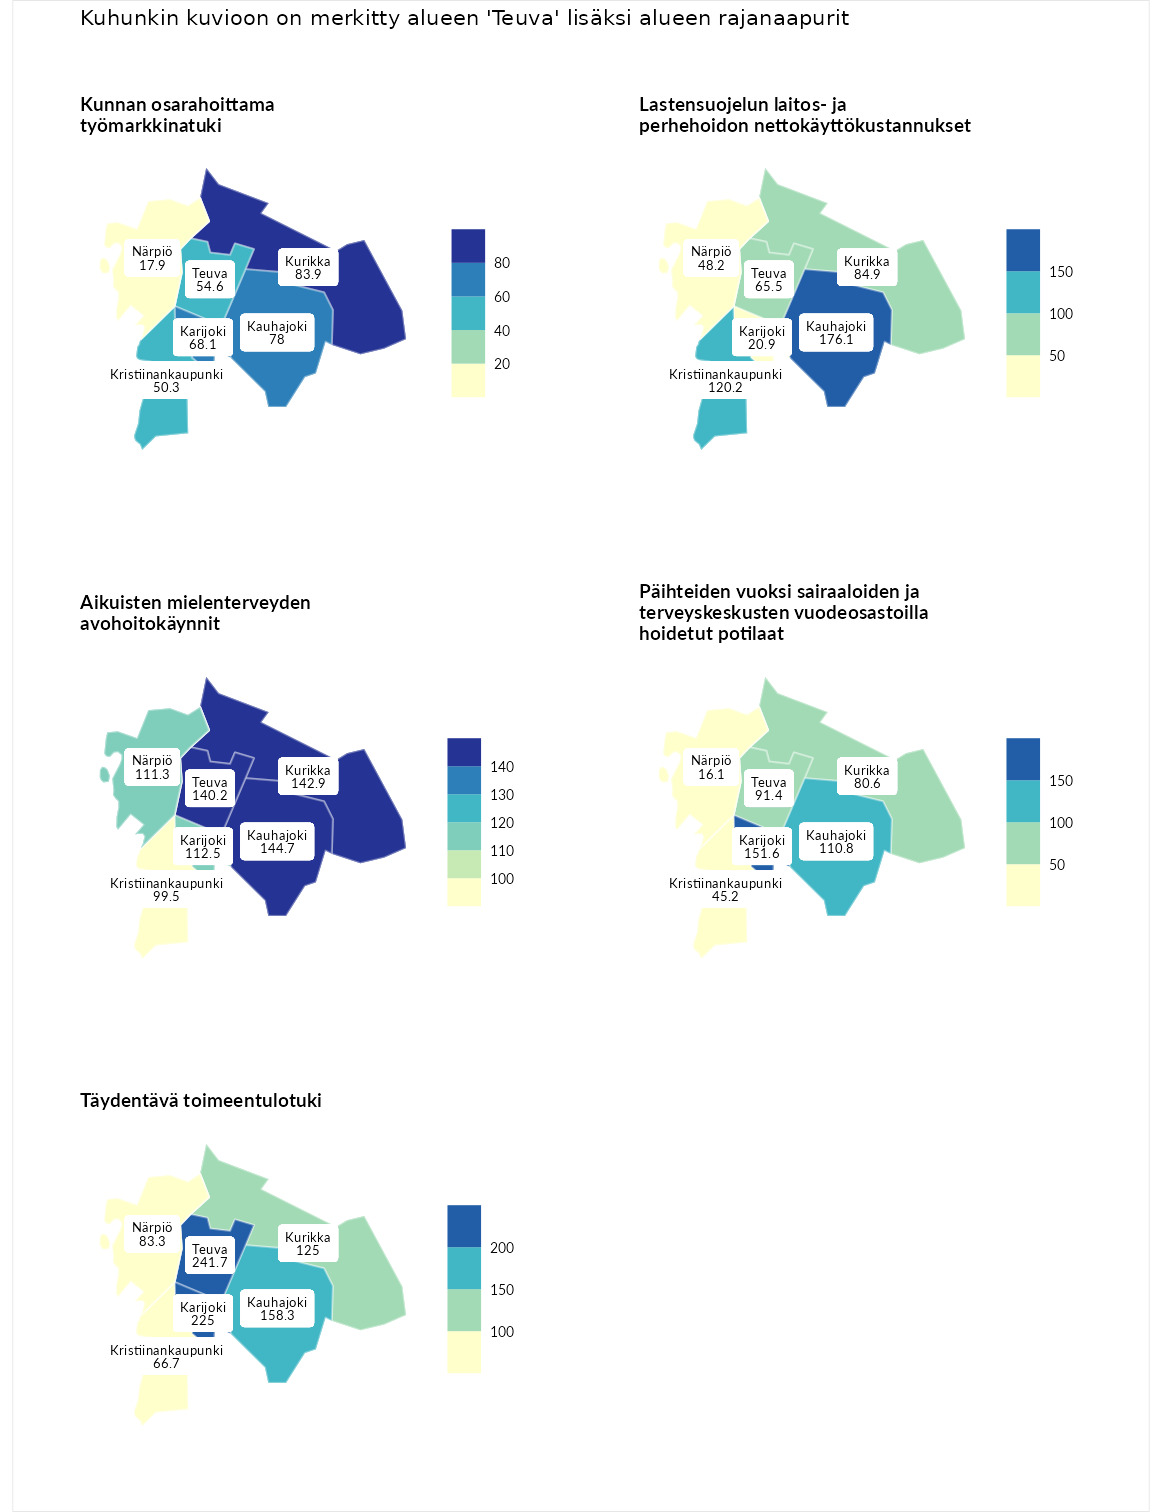 Kuhunkin kuvioon on merkitty alueen 'Teuva' lisäksi alueen rajanaapurit
Kunnan osarahoittama
työmarkkinatuki
Närpiö
17.9
Teuva
54.6
Kurikka
83.9
Karijoki
68.1
Kauhajoki
78
Kristiinankaupunki
50.3
80
60
40
20
Lastensuojelun laitos- ja
perhehoidon nettokäyttökustannukset
Närpiö
48.2
Teuva
65.5
Kurikka
84.9
Karijoki
20.9
Kauhajoki
176.1
Kristiinankaupunki
120.2
150
100
50
Aikuisten mielenterveyden
avohoitokäynnit
Närpiö
111.3
Teuva
140.2
Kurikka
142.9
Karijoki
112.5
Kauhajoki
144.7
Kristiinankaupunki
99.5
140
130
120
110
100
Päihteiden vuoksi sairaaloiden ja
terveyskeskusten vuodeosastoilla
hoidetut potilaat
Närpiö
16.1
Teuva
91.4
Kurikka
80.6
Karijoki
151.6
Kauhajoki
110.8
Kristiinankaupunki
45.2
150
100
50
Täydentävä toimeentulotuki
Närpiö
83.3
Teuva
241.7
Kurikka
125
Karijoki
225
Kauhajoki
158.3
Kristiinankaupunki
66.7
200
150
100